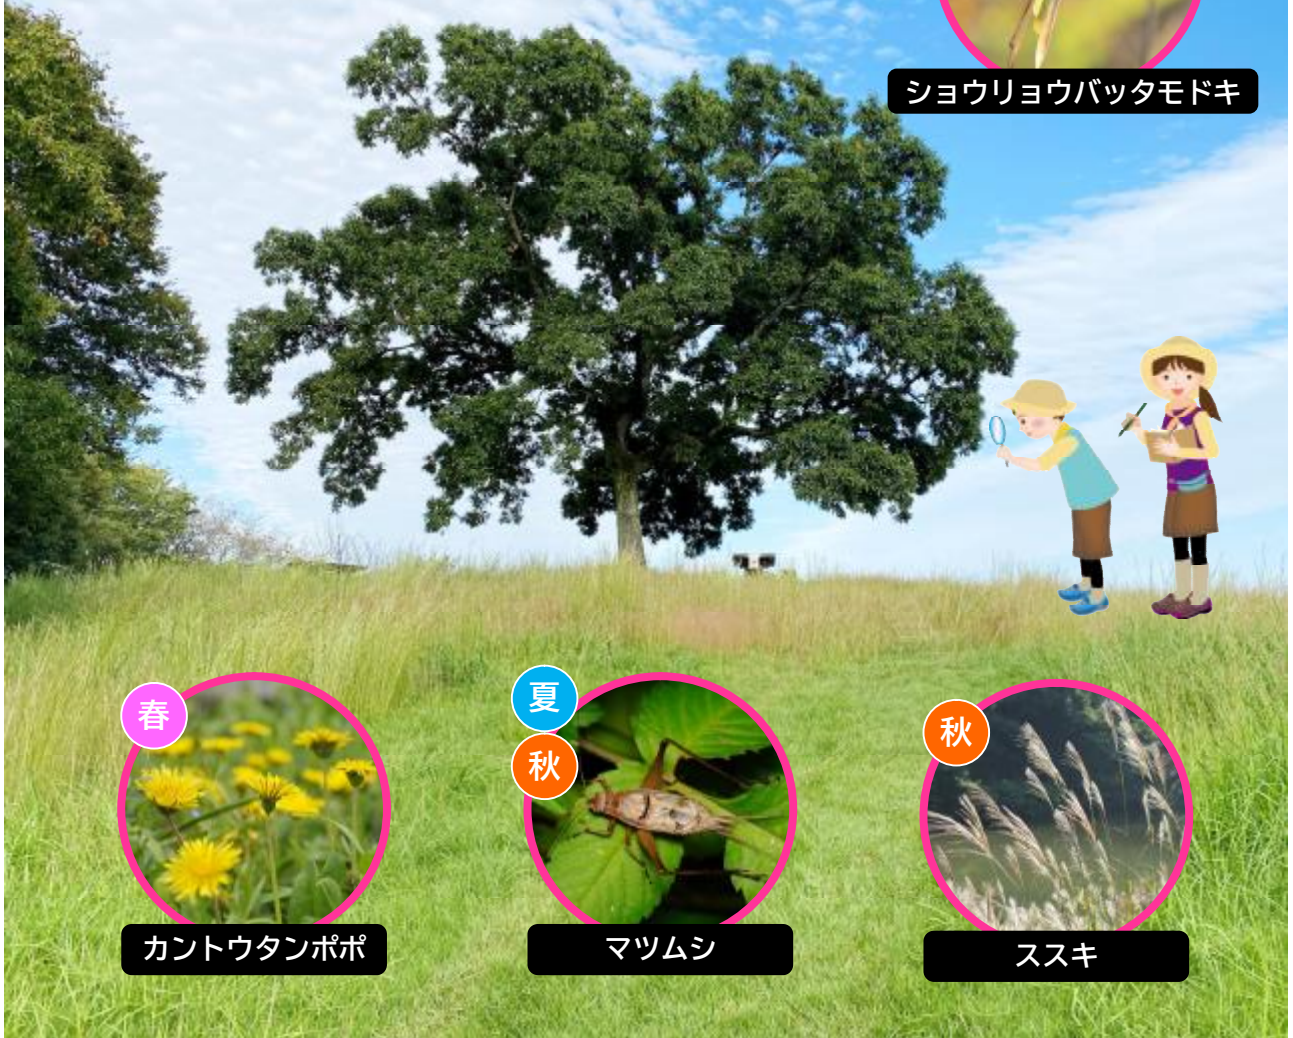 ショウリョウバッタモドキ
春
カントウタンポポ
夏
秋
マツムシ
秋
ススキ